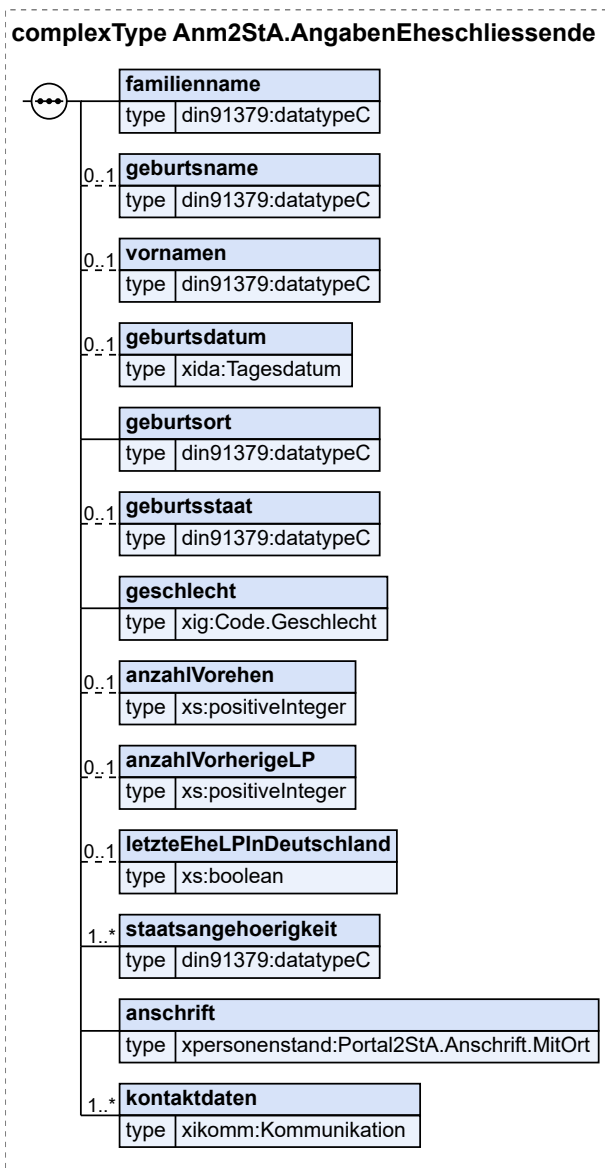 complexType Anm2StA.AngabenEheschliessende
familienname
type din91379:datatypeC
0..1 geburtsname
type din91379:datatypeC
0..1 vornamen
type din91379:datatypeC
0..1 geburtsdatum
type xida:Tagesdatum
geburtsort
type din91379:datatypeC
0..1 geburtsstaat
type din91379:datatypeC
geschlecht
type xig:Code.Geschlecht
0..1 anzahlVorehen
type xs:positiveInteger
0..1 anzahlVorherigeLP
type xs:positiveInteger
0..1 letzteEheLPInDeutschland
type xs:boolean
1..* staatsangehoerigkeit
type din91379:datatypeC
anschrift
type xpersonenstand:Portal2StA.Anschrift.MitOrt
1..* kontaktdaten
type xikomm:Kommunikation